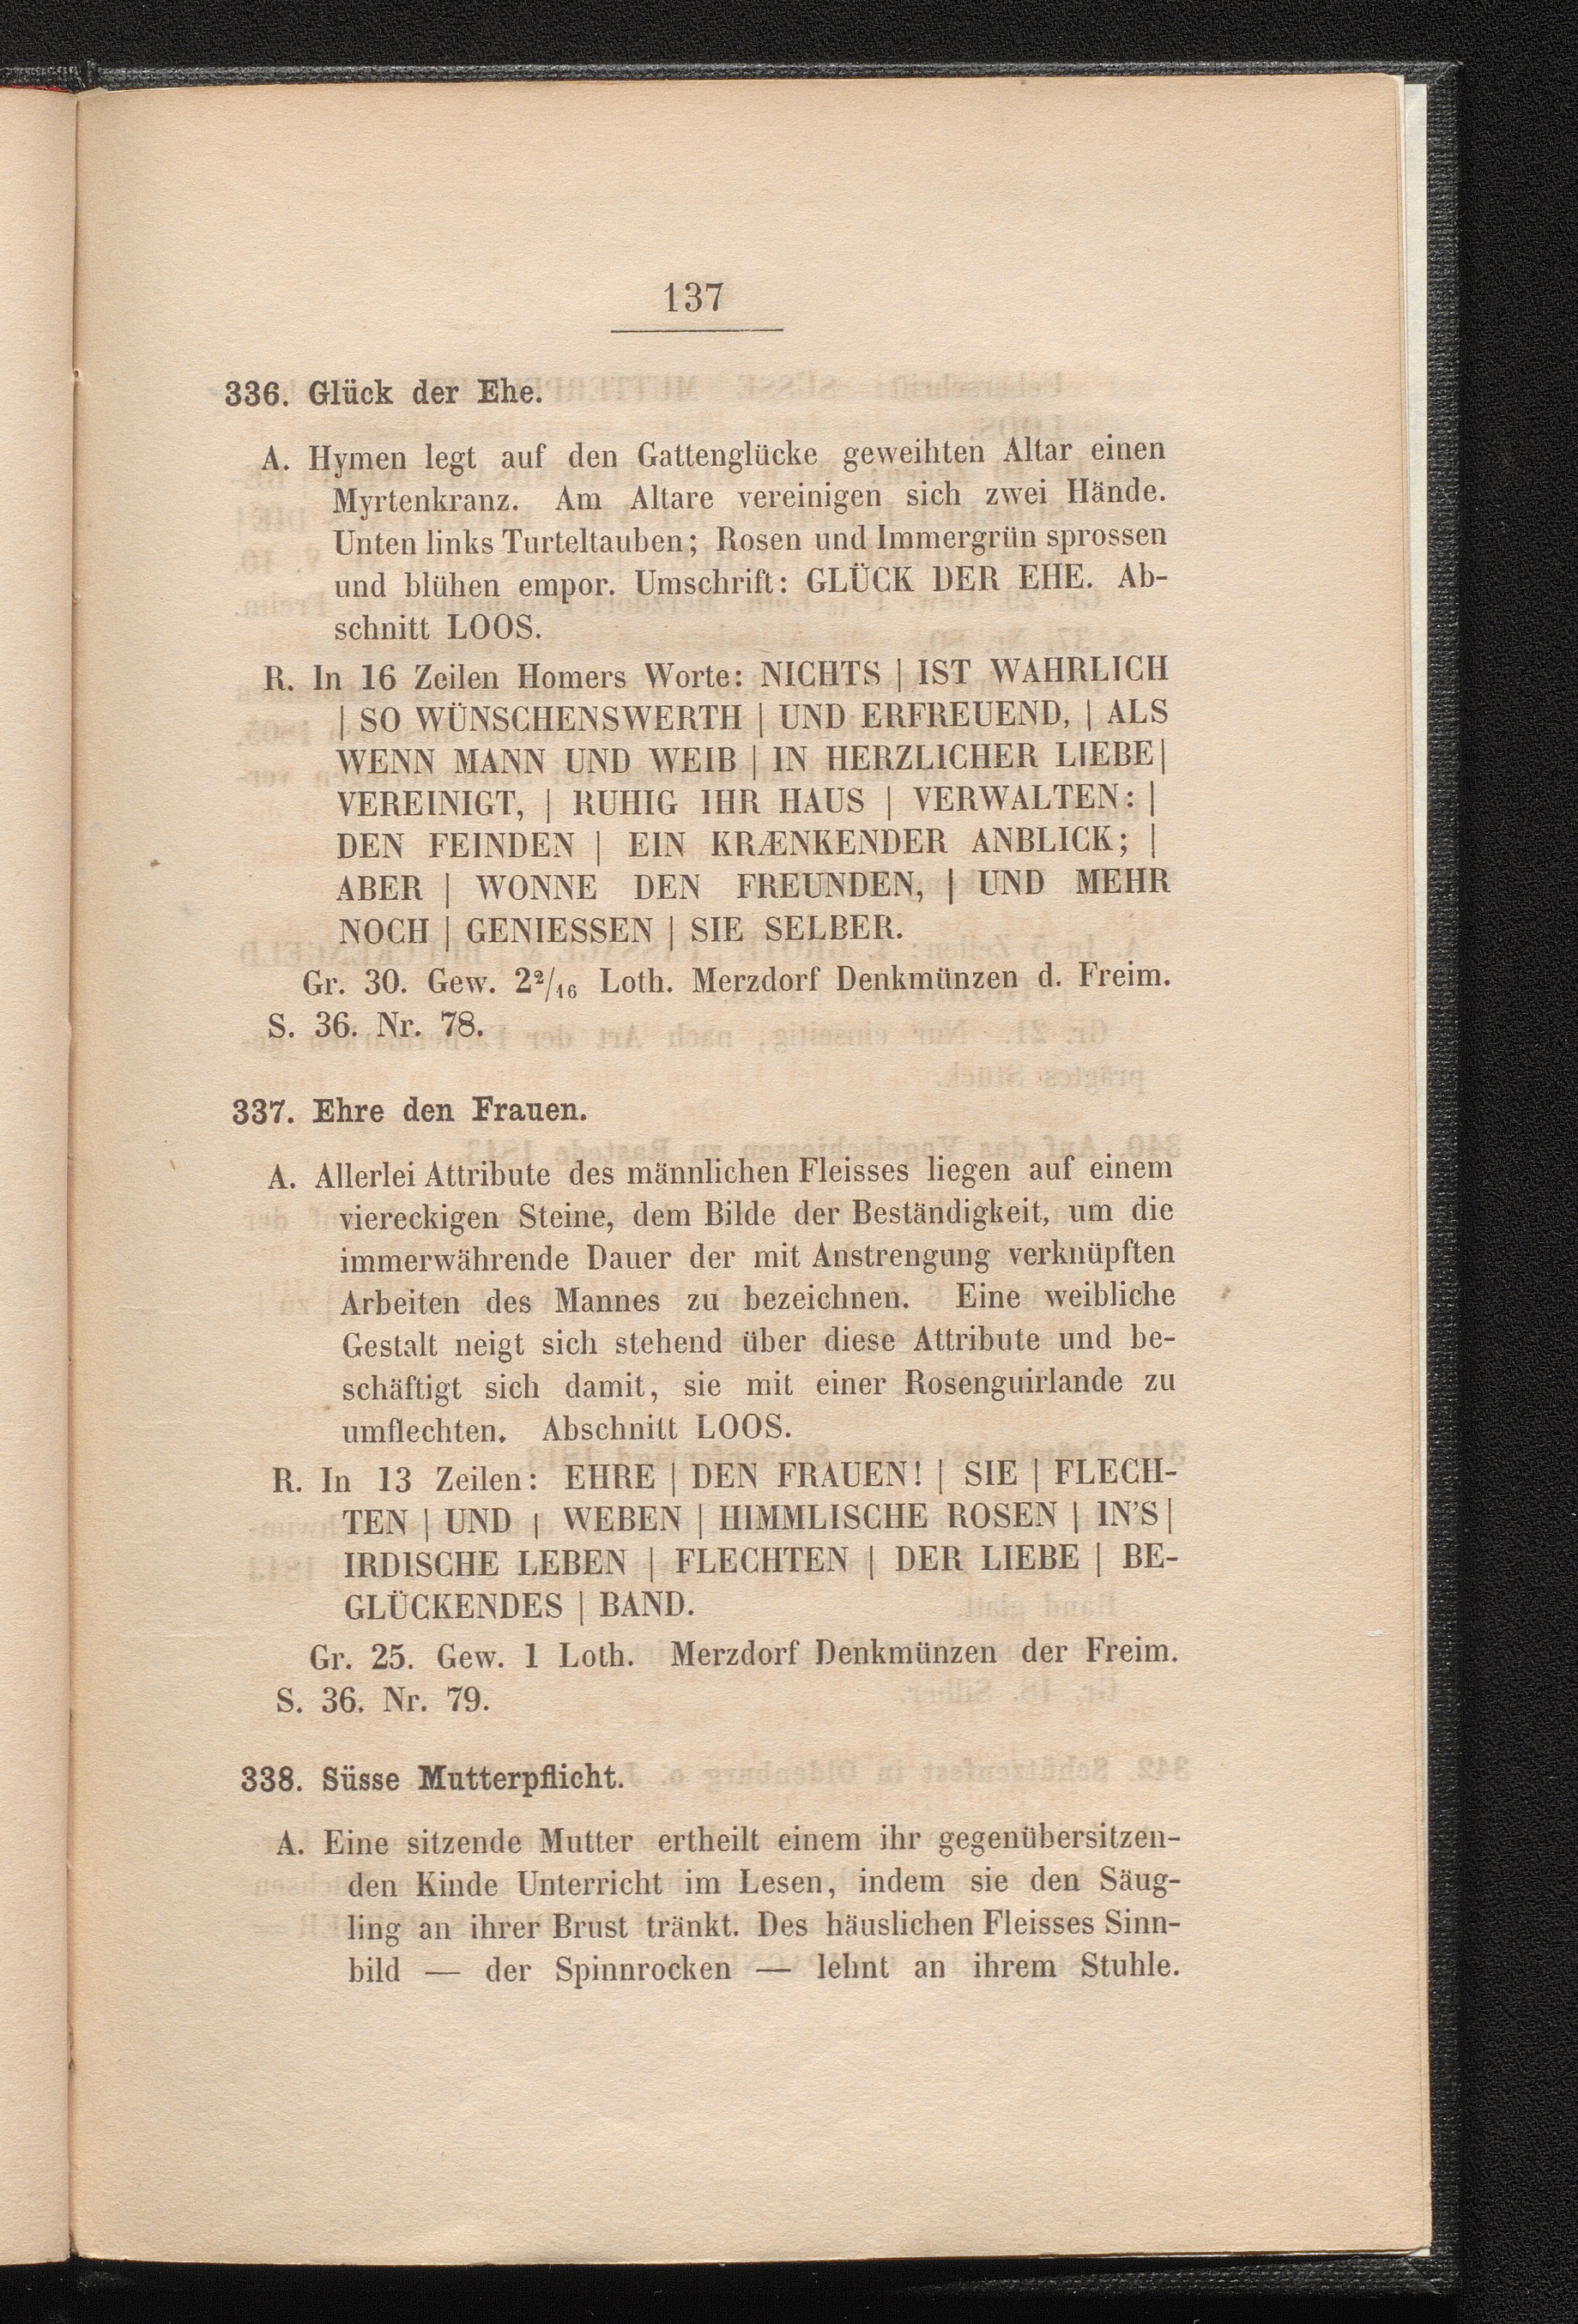 137
336. Glück der Ehe.
A. Hymen legt auf den Gattenglücke geweihten Altar einen
Myrtenkranz. Am Altare vereinigen sich zwei Hände.
Unten links Turteltauben; Rosen und Immergrün sprossen
und blühen empor. Umschrift: GLÜCK DER EHE. Ab-
schnitt LOOS.
R. In 16 Zeilen Homers Worte: NICHTS | IST WAHRLICH
| SO WÜNSCHENSWERTH | UND ERFREUEND, | ALS
WENN MANN UND WEIB | IN HERZLICHER LIEBE|
VEREINIGT, | RUHIG IHR HAUS | VERWALTEN: |
DEN FEINDEN | EIN KRÆNKENDER ANBLICK; |
ABER | WONNE DEN FREUNDEN, | UND MEHR
NOCH | GENIESSEN | SIE SELBER.
Gr. 30. Gew. 2²/₁₆ Loth. Merzdorf Denkmünzen d. Freim.
S. 36. Nr. 78.
337. Ehre den Frauen.
A. Allerlei Attribute des männlichen Fleisses liegen auf einem
viereckigen Steine, dem Bilde der Beständigkeit, um die
immerwährende Dauer der mit Anstrengung verknüpften
Arbeiten des Mannes zu bezeichnen. Eine weibliche
Gestalt neigt sich stehend über diese Attribute und be-
schäftigt sich damit, sie mit einer Rosenguirlande zu
umflechten. Abschnitt LOOS.
R. In 13 Zeilen: EHRE | DEN FRAUEN! | SIE | FLECH-
TEN | UND | WEBEN | HIMMLISCHE ROSEN | IN'S|
IRDISCHE LEBEN | FLECHTEN | DER LIEBE | BE-
GLÜCKENDES | BAND.
Gr. 25. Gew. 1 Loth. Merzdorf Denkmünzen der Freim.
S. 36. Nr. 79.
338. Süsse Mutterpflicht.
A. Eine sitzende Mutter ertheilt einem ihr gegenübersitzen-
den Kinde Unterricht im Lesen, indem sie den Säug-
ling an ihrer Brust tränkt. Des häuslichen Fleisses Sinn-
bild — der Spinnrocken — lehnt an ihrem Stuhle.